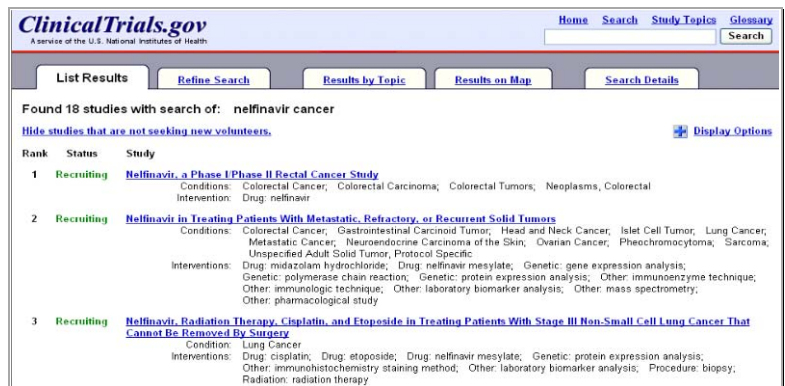 ClinicalTrials.gov
A service of the U.S. National Institutes of Health
Home Search Study Topics Glossary
Search
List Results Refine Search Results by Topic Results on Map Search Details
Found 18 studies with search of: nelfinavir cancer
Hide studies that are not seeking new volunteers.
Display Options
Rank Status Study
1 Recruiting Nelfinavir, a Phase I/Phase II Rectal Cancer Study
Conditions: Colorectal Cancer; Colorectal Carcinoma; Colorectal Tumors; Neoplasms, Colorectal
Intervention: Drug: nelfinavir
2 Recruiting Nelfinavir in Treating Patients With Metastatic, Refractory, or Recurrent Solid Tumors
Conditions: Colorectal Cancer; Gastrointestinal Carcinoid Tumor; Head and Neck Cancer; Islet Cell Tumor; Lung Cancer;
Metastatic Cancer; Neuroendocrine Carcinoma of the Skin; Ovarian Cancer; Pheochromocytoma; Sarcoma;
Unspecified Adult Solid Tumor, Protocol Specific
Interventions: Drug: midazolam hydrochloride; Drug: nelfinavir mesylate; Genetic: gene expression analysis;
Genetic: polymerase chain reaction; Genetic: protein expression analysis; Other: immunoenzyme technique;
Other: immunologic technique; Other: laboratory biomarker analysis; Other: mass spectrometry;
Other: pharmacological study
3 Recruiting Nelfinavir, Radiation Therapy, Cisplatin, and Etoposide in Treating Patients With Stage III Non-Small Cell Lung Cancer That
Cannot Be Removed By Surgery
Condition: Lung Cancer
Interventions: Drug: cisplatin; Drug: etoposide; Drug: nelfinavir mesylate; Genetic: protein expression analysis;
Other: immunohistochemistry staining method; Other: laboratory biomarker analysis; Procedure: biopsy;
Radiation: radiation therapy